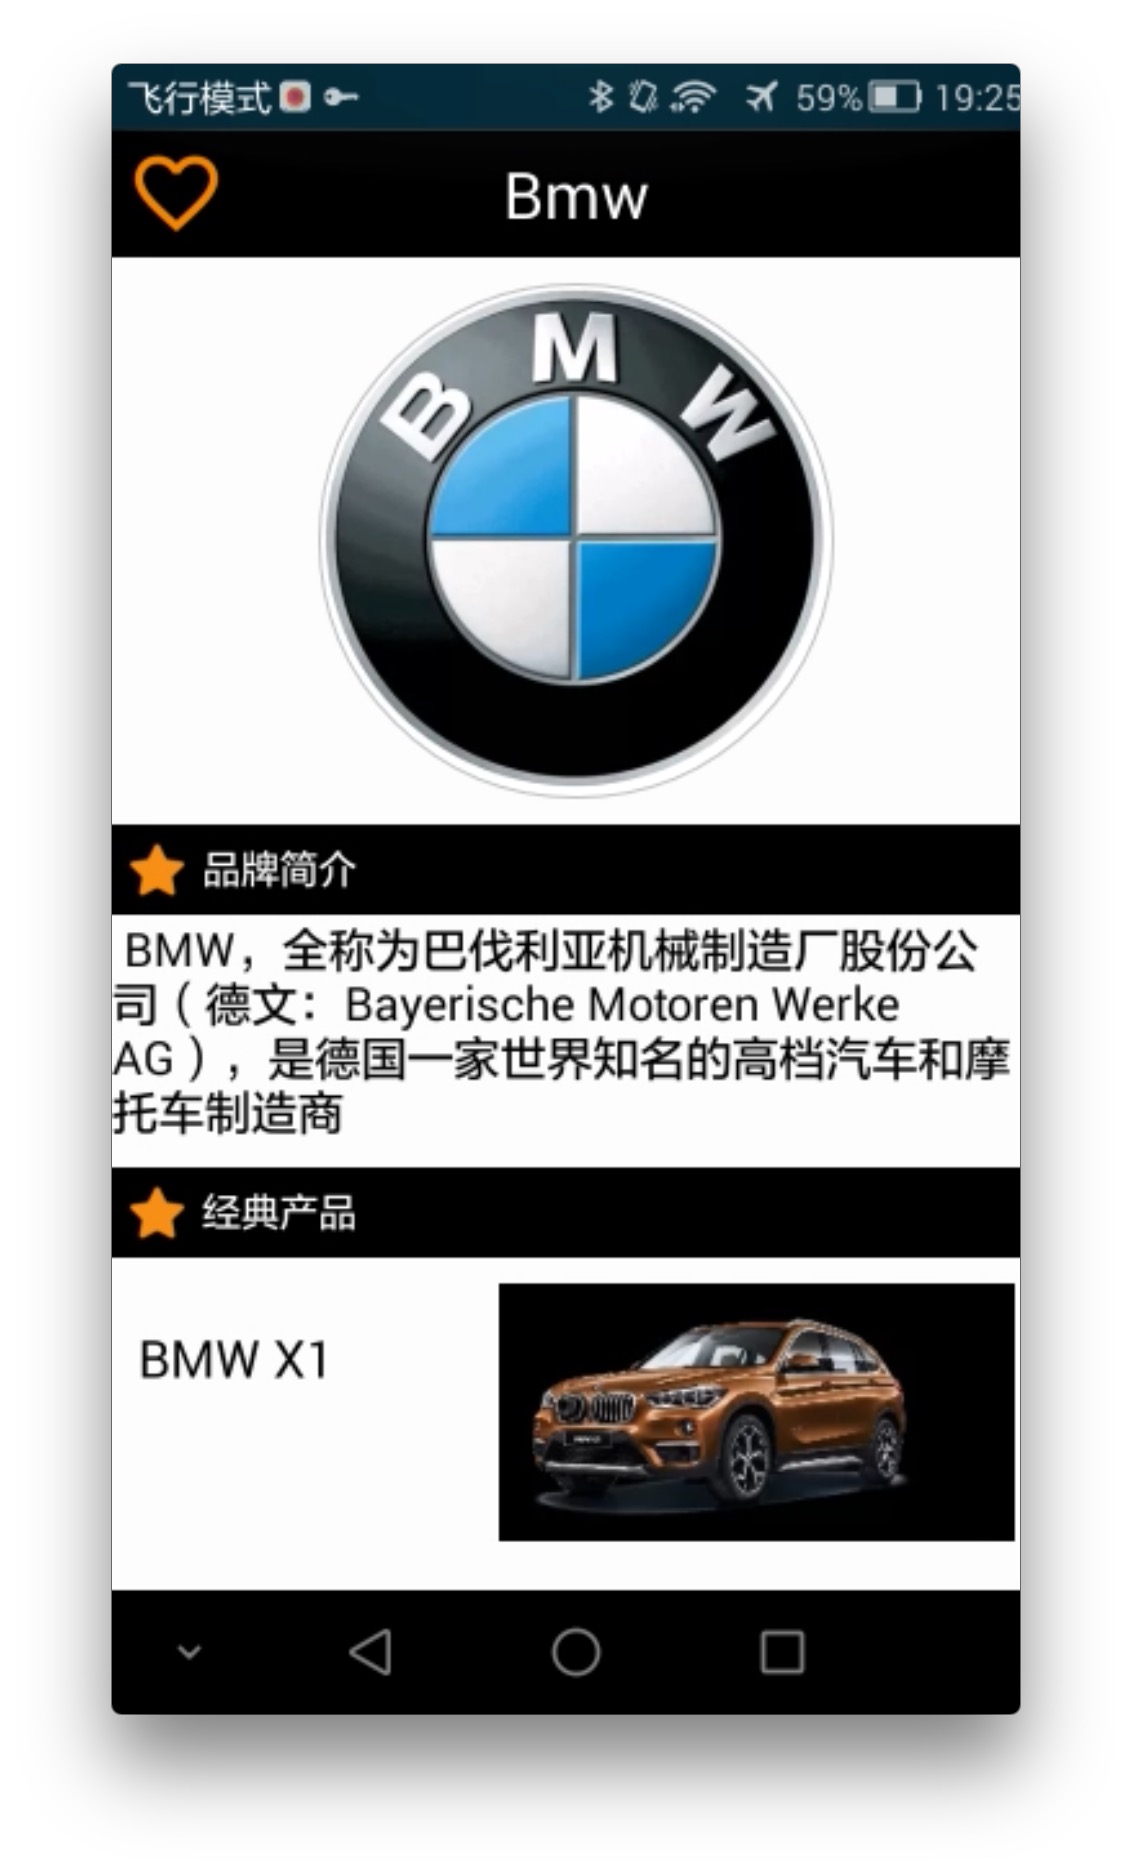 飞行模式 59% 19:25
Bmw
B M W
品牌简介
BMW，全称为巴伐利亚机械制造厂股份公
司（德文：Bayerische Motoren Werke
AG），是德国一家世界知名的高档汽车和摩
托车制造商
经典产品
BMW X1